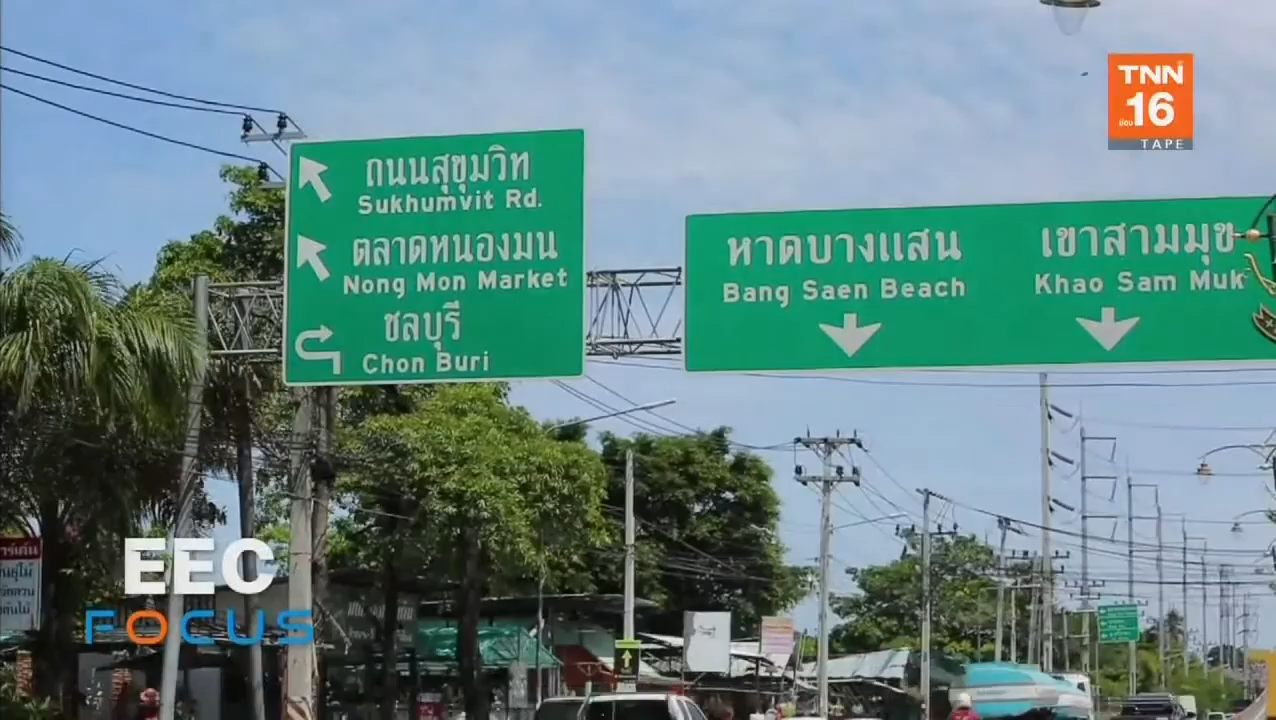 TNN
ช่อง 16
TAPE
ถนนสุขุมวิท
Sukhumvit Rd.
ตลาดหนองมน
Nong Mon Market
ชลบุรี
Chon Buri
หาดบางแสน
Bang Saen Beach
เขาสามมุข
Khao Sam Muk
EEC
FOCUS